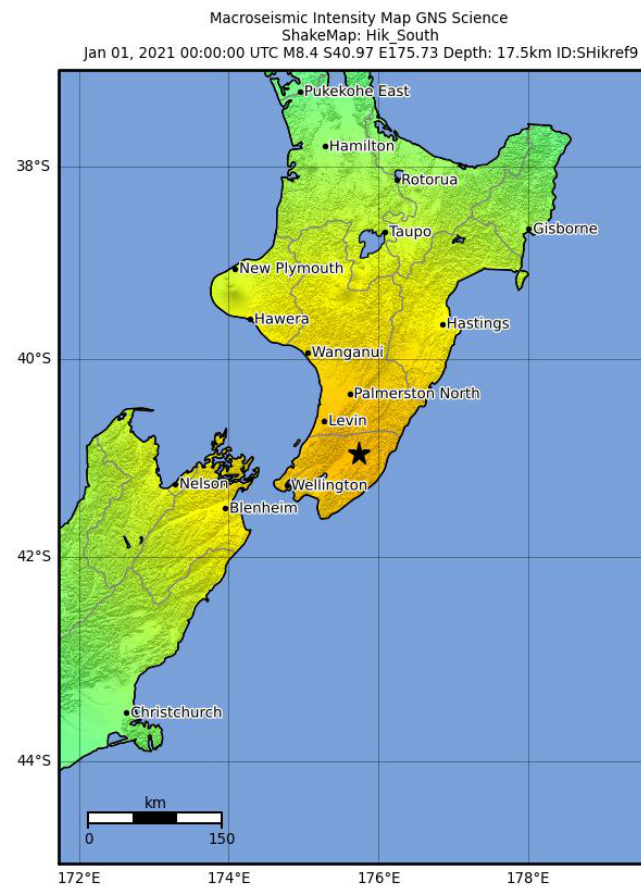 Macroseismic Intensity Map GNS Science
ShakeMap: Hik_South
Jan 01, 2021 00:00:00 UTC M8.4 S40.97 E175.73 Depth: 17.5km ID:SHikref9
Pukekohe East
Hamilton
38°S
Rotorua
Taupo
Gisborne
New Plymouth
Hawera
Hastings
40°S
Wanganui
Palmerston North
Levin
Nelson
Wellington
Blenheim
42°S
Christchurch
44°S
km
0 150
172°E 174°E 176°E 178°E